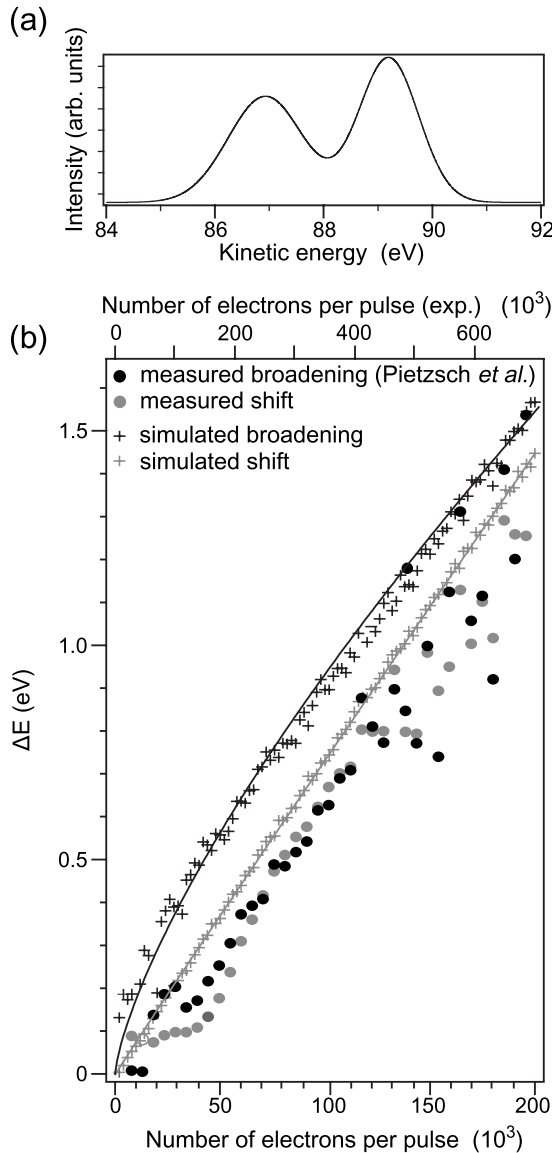 (a)
Intensity (arb. units)
84
86
88
90
92
Kinetic energy (eV)
Number of electrons per pulse (exp.) (10³)
(b)
0
200
400
600
measured broadening (Pietzsch et al.)
measured shift
simulated broadening
simulated shift
1.5
1.0
0.5
0
ΔE (eV)
0
50
100
150
200
Number of electrons per pulse (10³)